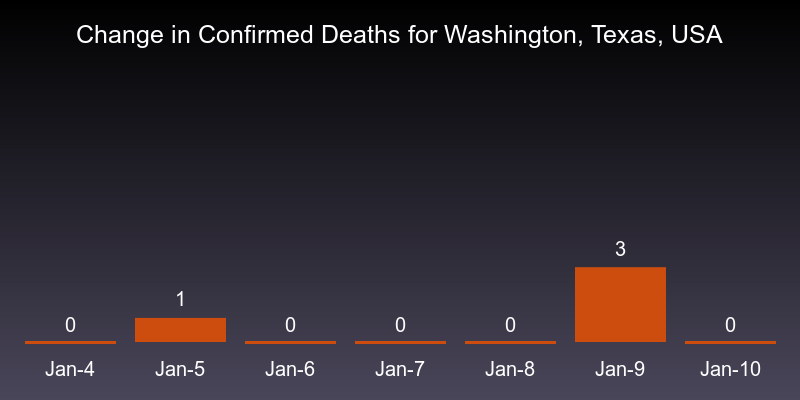 Change in Confirmed Deaths for Washington, Texas, USA
3
1
0 0 0 0 0
Jan-4 Jan-5 Jan-6 Jan-7 Jan-8 Jan-9 Jan-10